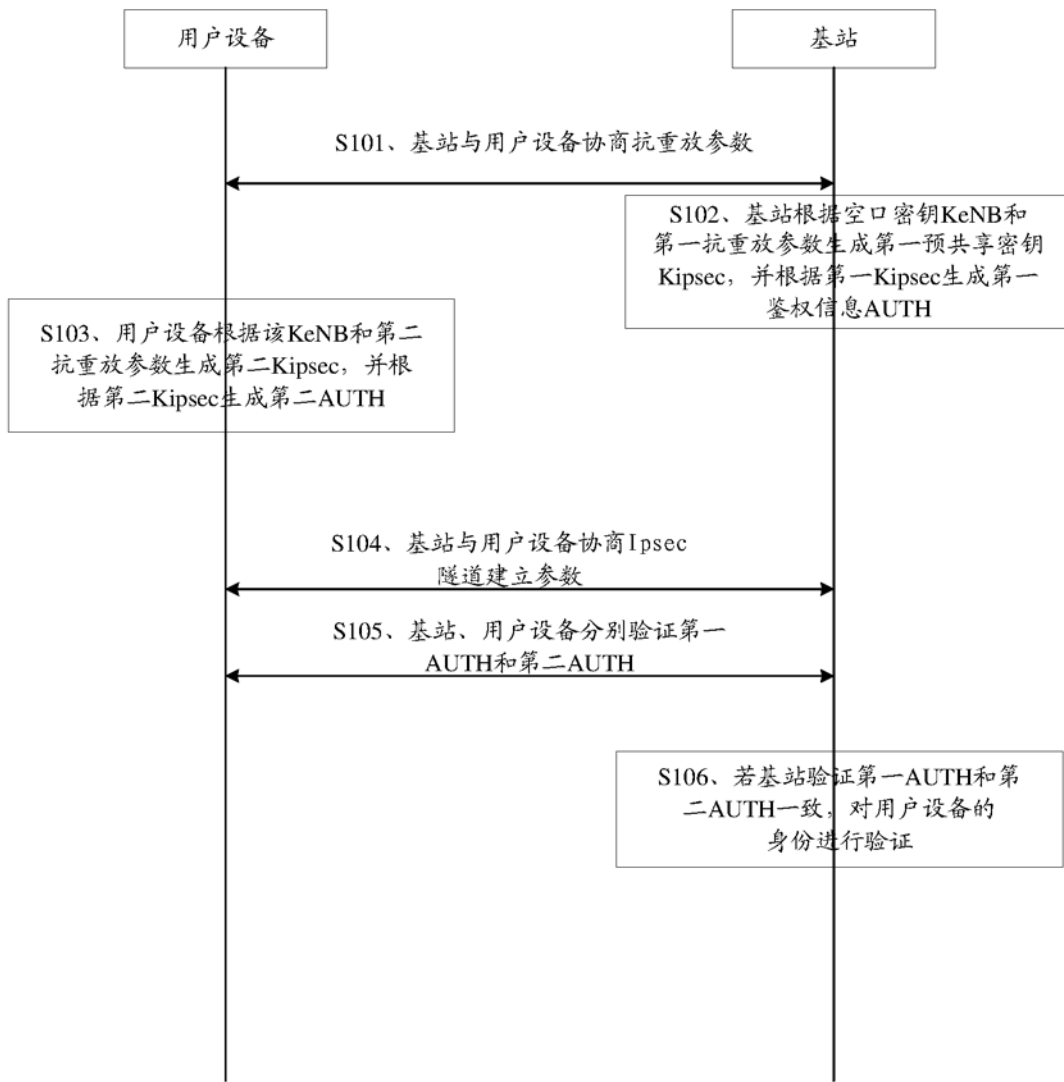 用户设备
基站
S101、基站与用户设备协商抗重放参数
S102、基站根据空口密钥KeNB和
第一抗重放参数生成第一预共享密钥
Kipsec，并根据第一Kipsec生成第一
鉴权信息AUTH
S103、用户设备根据该KeNB和第二
抗重放参数生成第二Kipsec，并根
据第二Kipsec生成第二AUTH
S104、基站与用户设备协商Ipsec
隧道建立参数
S105、基站、用户设备分别验证第一
AUTH和第二AUTH
S106、若基站验证第一AUTH和第
二AUTH一致，对用户设备的
身份进行验证